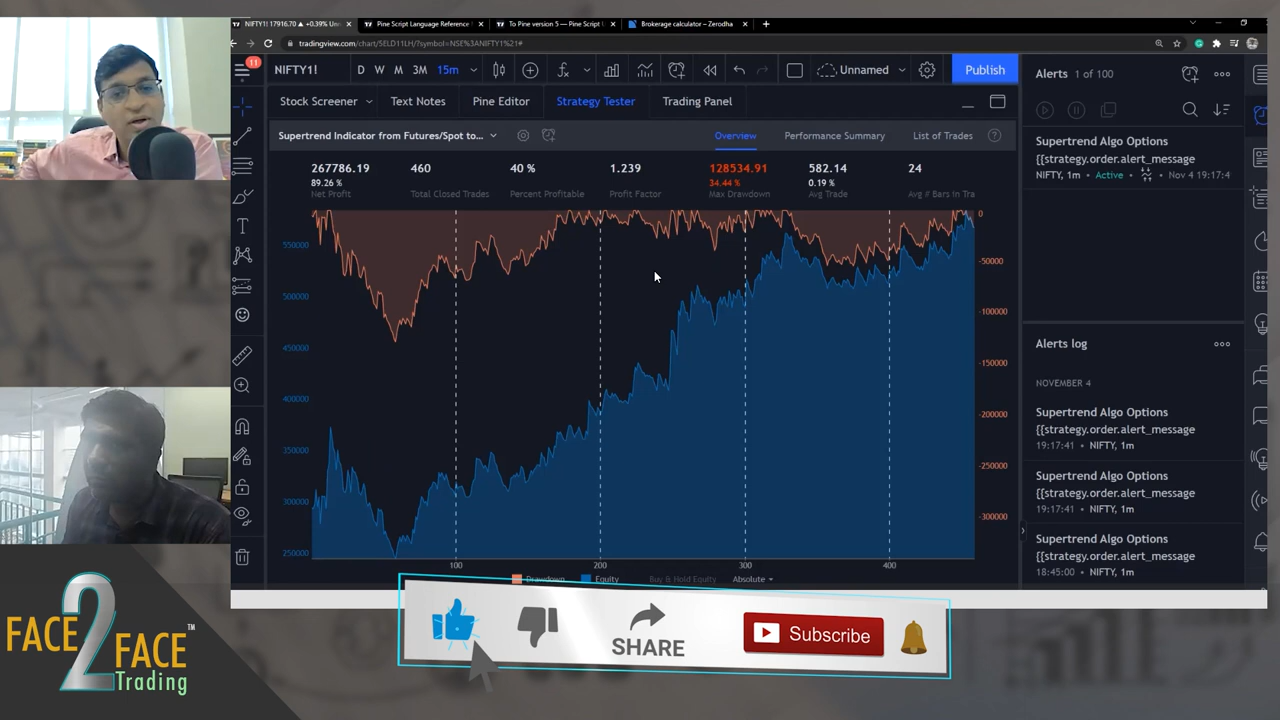 NIFTY1! 17916.70 ▲ +0.39% Unn
Pine Script Language Reference
To Pine version 5 — Pine Script
Brokerage calculator – Zerodha
tradingview.com/chart/SELD11LH/?symbol=NSE%3ANIFTY1%21#
NIFTY1!
D W M 3M 15m
Unnamed
Publish
Stock Screener
Text Notes
Pine Editor
Strategy Tester
Trading Panel
Supertrend Indicator from Futures/Spot to...
Overview
Performance Summary
List of Trades
267786.19
89.26 %
Net Profit
460
Total Closed Trades
40 %
Percent Profitable
1.239
Profit Factor
128534.91
34.44 %
Max Drawdown
582.14
0.19 %
Avg Trade
24
Avg # Bars in Tra
550000
500000
450000
400000
350000
300000
250000
0
-50000
-100000
-150000
-200000
-250000
-300000
100
200
300
400
Drawdown
Equity
Buy & Hold Equity
Absolute
11
Alerts 1 of 100
Supertrend Algo Options
{{strategy.order.alert_message
NIFTY, 1m • Active • Nov 4 19:17:4
Alerts log
NOVEMBER 4
Supertrend Algo Options
{{strategy.order.alert_message
19:17:41 • NIFTY, 1m
Supertrend Algo Options
{{strategy.order.alert_message
19:17:41 • NIFTY, 1m
Supertrend Algo Options
{{strategy.order.alert_message
18:45:00 • NIFTY, 1m
SHARE
Subscribe
FACE
2
FACE™
Trading